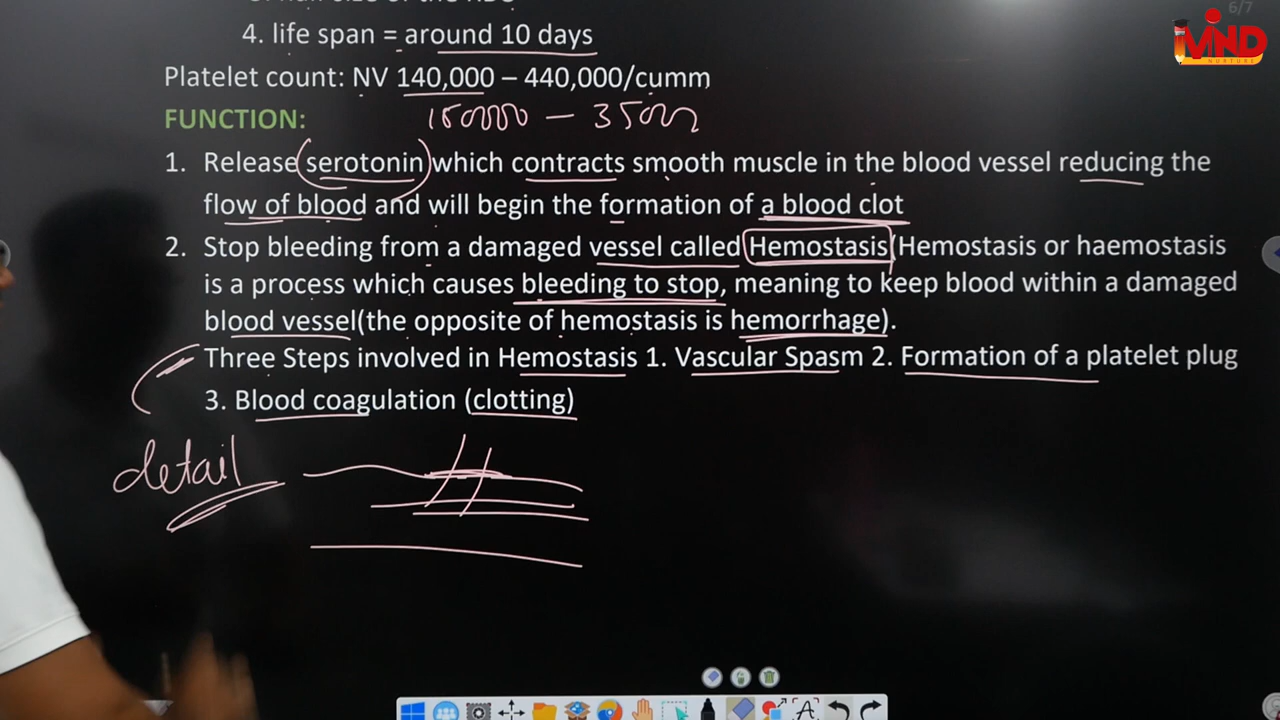 6/7
MIND
NURTURE
4. life span = around 10 days
Platelet count: NV 140,000 – 440,000/cumm
FUNCTION:
1. Release serotonin which contracts smooth muscle in the blood vessel reducing the
flow of blood and will begin the formation of a blood clot
2. Stop bleeding from a damaged vessel called Hemostasis(Hemostasis or haemostasis
is a process which causes bleeding to stop, meaning to keep blood within a damaged
blood vessel(the opposite of hemostasis is hemorrhage).
Three Steps involved in Hemostasis 1. Vascular Spasm 2. Formation of a platelet plug
3. Blood coagulation (clotting)
detail